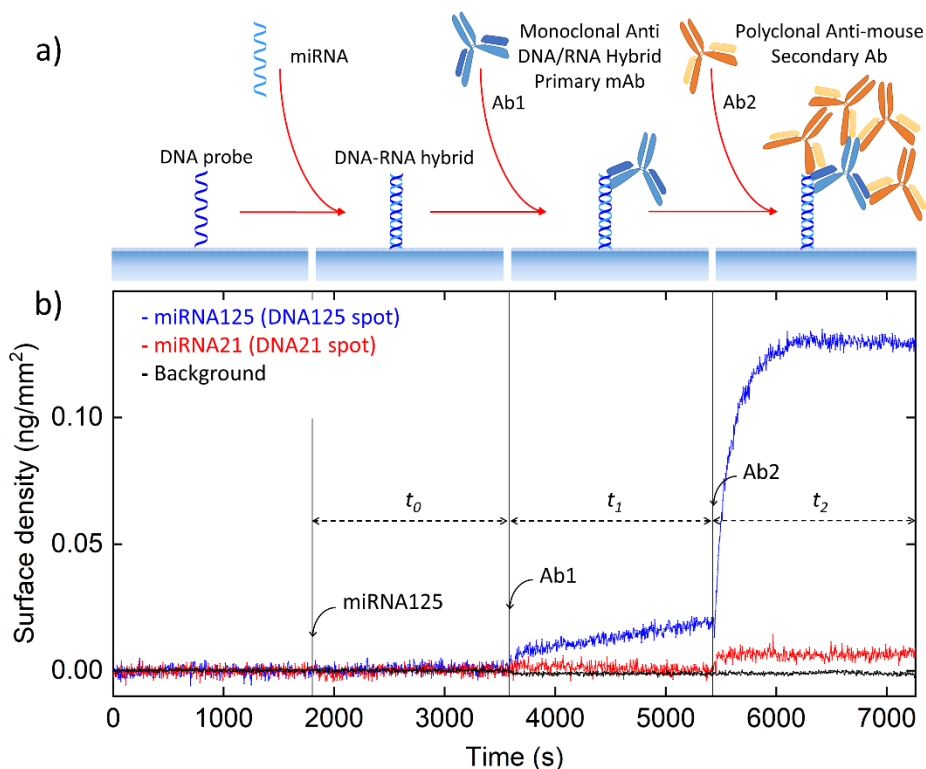 a)
miRNA
Monoclonal Anti
DNA/RNA Hybrid
Primary mAb
Polyclonal Anti-mouse
Secondary Ab
Ab1
Ab2
DNA probe
DNA-RNA hybrid
b)
- miRNA125 (DNA125 spot)
- miRNA21 (DNA21 spot)
- Background
Surface density (ng/mm²)
0.10
0.05
0.00
t₀
t₁
t₂
Ab2
Ab1
miRNA125
0
1000
2000
3000
4000
5000
6000
7000
Time (s)